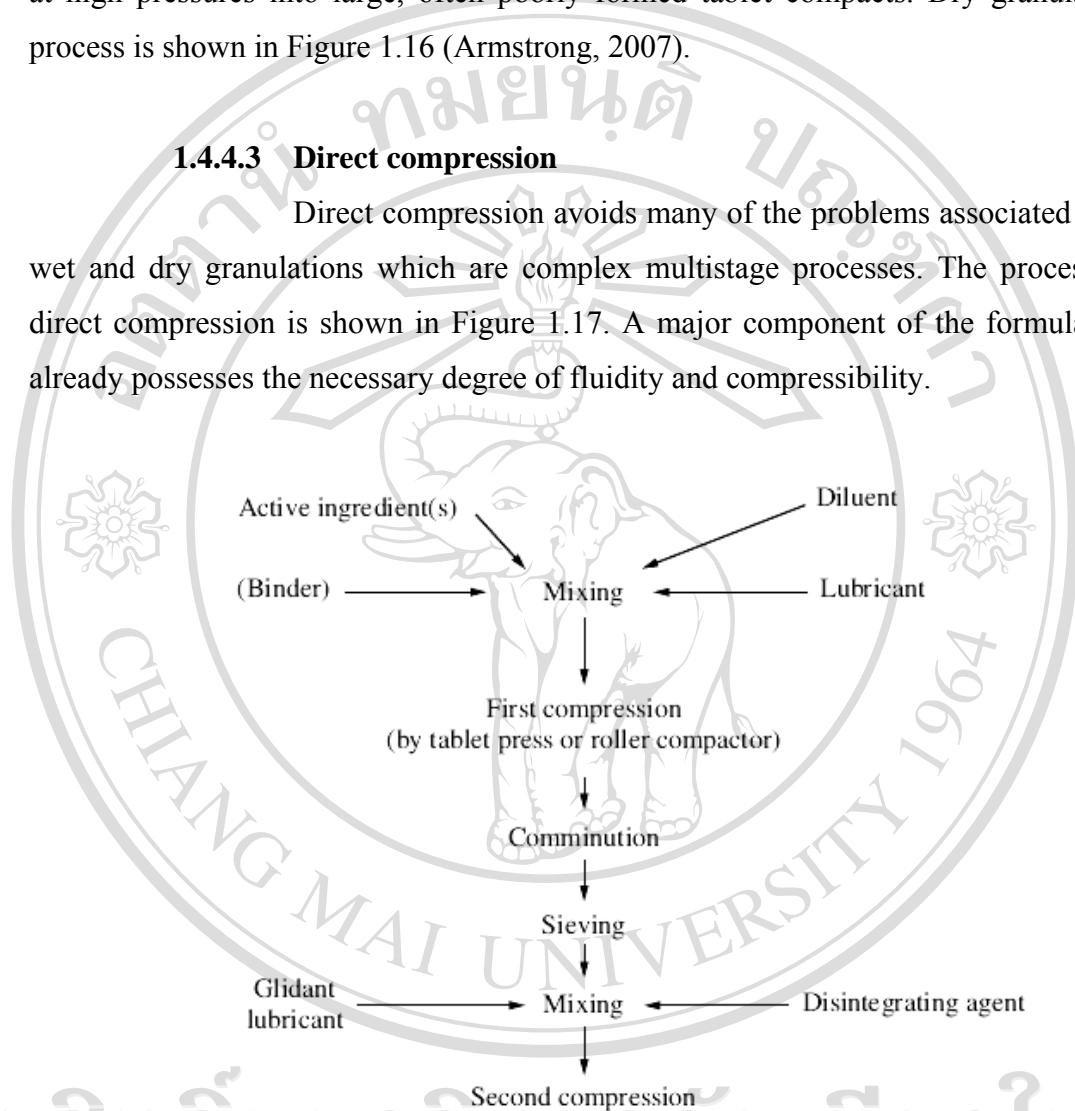 at high pressures into large, often poorly formed tablet compacts. Dry granula
process is shown in Figure 1.16 (Armstrong, 2007).
1.4.4.3 Direct compression
Direct compression avoids many of the problems associated
wet and dry granulations which are complex multistage processes. The proces
direct compression is shown in Figure 1.17. A major component of the formula
already possesses the necessary degree of fluidity and compressibility.
Active ingredient(s)
Diluent
(Binder)
Mixing
Lubricant
First compression
(by tablet press or roller compactor)
Comminution
Sieving
Glidant
lubricant
Mixing
Disintegrating agent
Second compression
CHIANG MAI UNIVERSITY 1964